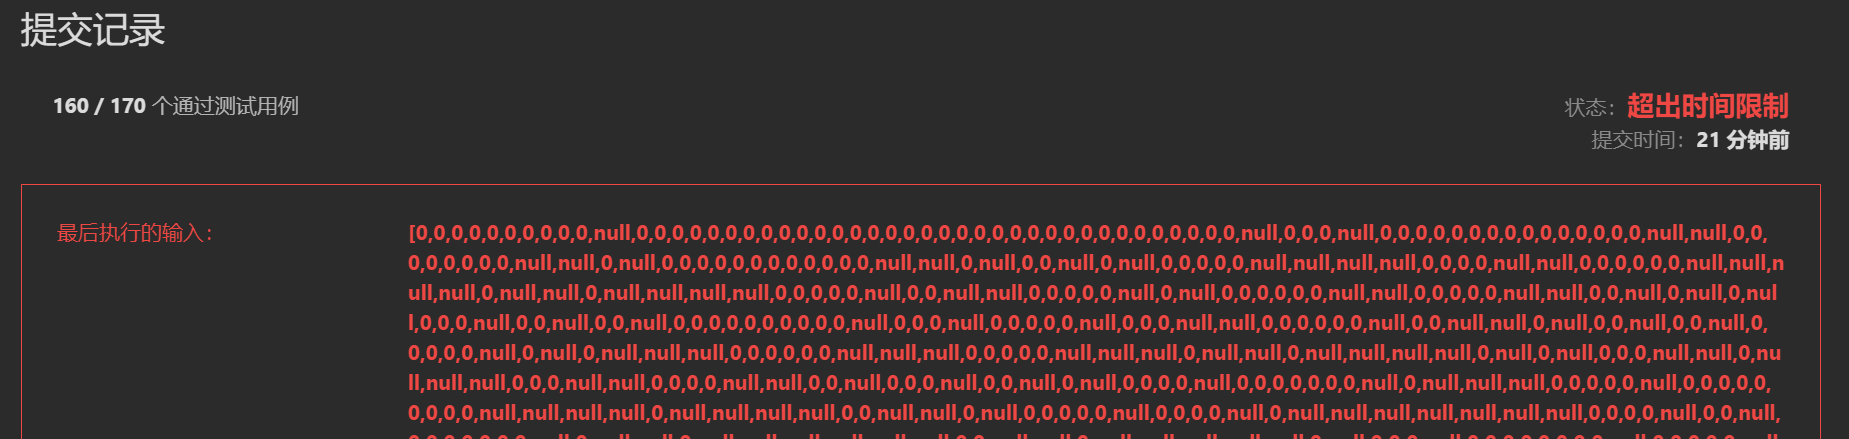 提交记录
160 / 170 个通过测试用例
状态：超出时间限制
提交时间：21 分钟前
最后执行的输入：
[0,0,0,0,0,0,0,0,0,0,null,0,0,0,0,0,0,0,0,0,0,0,0,0,0,0,0,0,0,0,0,0,0,0,0,0,0,0,0,0,0,0,0,0,0,null,0,0,0,null,0,0,0,0,0,0,0,0,0,0,0,0,0,0,0,null,null,0,0,
0,0,0,0,0,0,null,null,0,null,0,0,0,0,0,0,0,0,0,0,0,0,null,null,0,null,0,0,null,0,null,0,0,0,0,0,null,null,null,null,0,0,0,0,null,null,0,0,0,0,0,0,null,null,n
ull,null,0,null,null,0,null,null,null,null,0,0,0,0,0,null,0,0,null,null,0,0,0,0,0,null,0,null,0,0,0,0,0,0,null,null,0,0,0,0,0,null,null,0,0,null,0,null,0,nul
l,0,0,0,null,0,0,null,0,0,null,0,0,0,0,0,0,0,0,0,0,null,0,0,0,null,0,0,0,0,0,null,0,0,0,null,null,0,0,0,0,0,0,null,0,0,null,null,0,null,0,0,null,0,0,null,0,
0,0,0,0,null,0,null,0,null,null,null,0,0,0,0,0,0,null,null,null,0,0,0,0,0,null,null,null,0,null,null,0,null,null,null,null,0,null,0,null,0,0,0,null,null,0,nu
ll,null,null,0,0,0,null,null,0,0,0,0,null,null,0,0,null,0,0,0,null,0,0,null,0,null,0,0,0,0,null,0,0,0,0,0,0,0,null,0,null,null,null,0,0,0,0,0,null,0,0,0,0,0,
0,0,0,0,null,null,null,null,0,null,null,null,null,0,0,null,null,0,null,0,0,0,0,0,null,0,0,0,0,null,0,null,null,null,null,null,null,0,0,0,0,null,0,0,null,